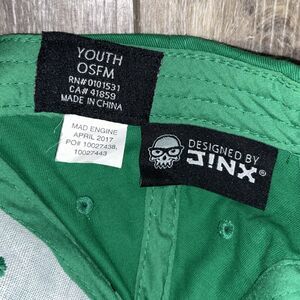 YOUTH
OSFM
RN#0101531
CA# 41859
MADE IN CHINA
MAD ENGINE
APRIL 2017
PO# 10027438,
10027443
DESIGNED BY
J!NX®